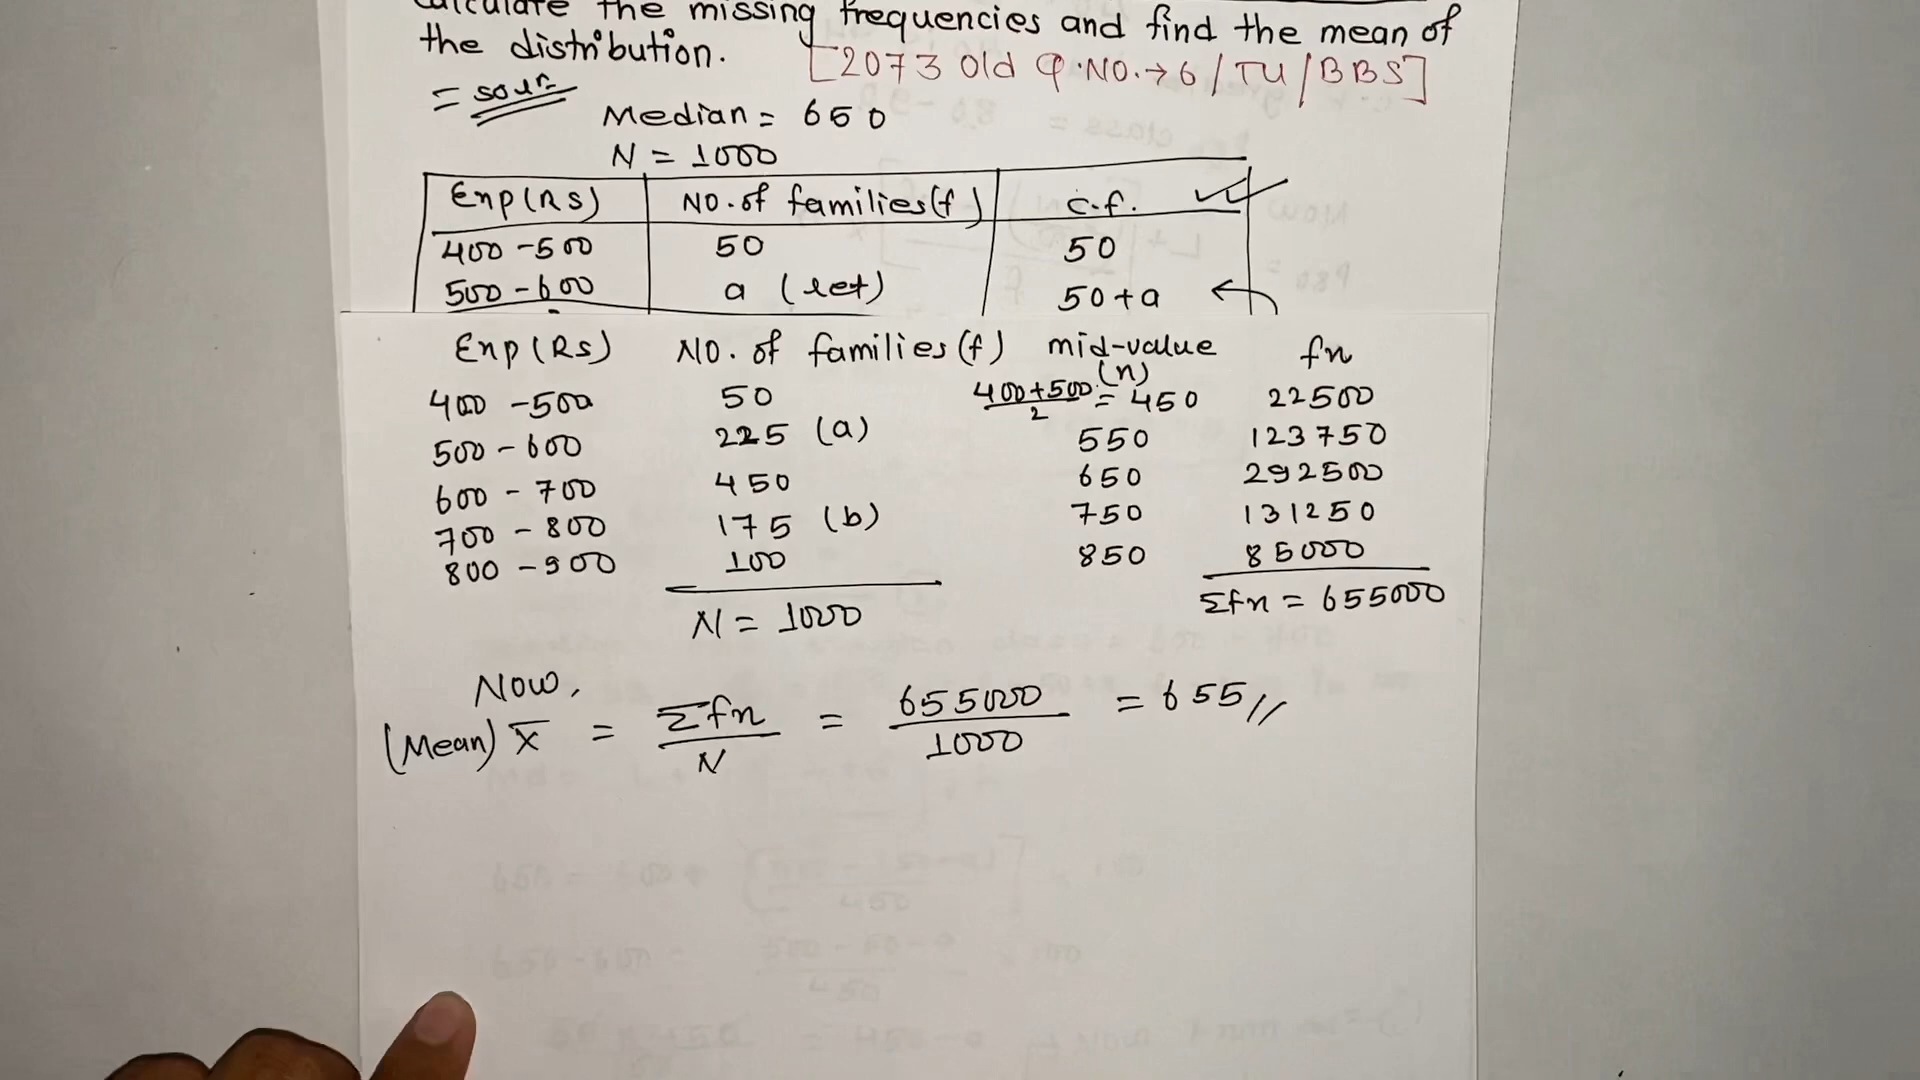 calculate the missing frequencies and find the mean of
the distribution. [2073 Old Q.NO.→6/TU/BBS]
= soln
Median = 650
N = 1000
Exp(RS) NO. of families(f) c.f.
400-500 50 50
500-600 a (let) 50+a
Exp(RS) NO. of families(f) mid-value (x) fx
400-500 50 400+500/2 = 450 22500
500-600 225 (a) 550 123750
600-700 450 650 292500
700-800 175 (b) 750 131250
800-900 100 850 85000
N = 1000 Σfx = 655000
Now,
(Mean) X̅ = Σfx/N = 655000/1000 = 655//